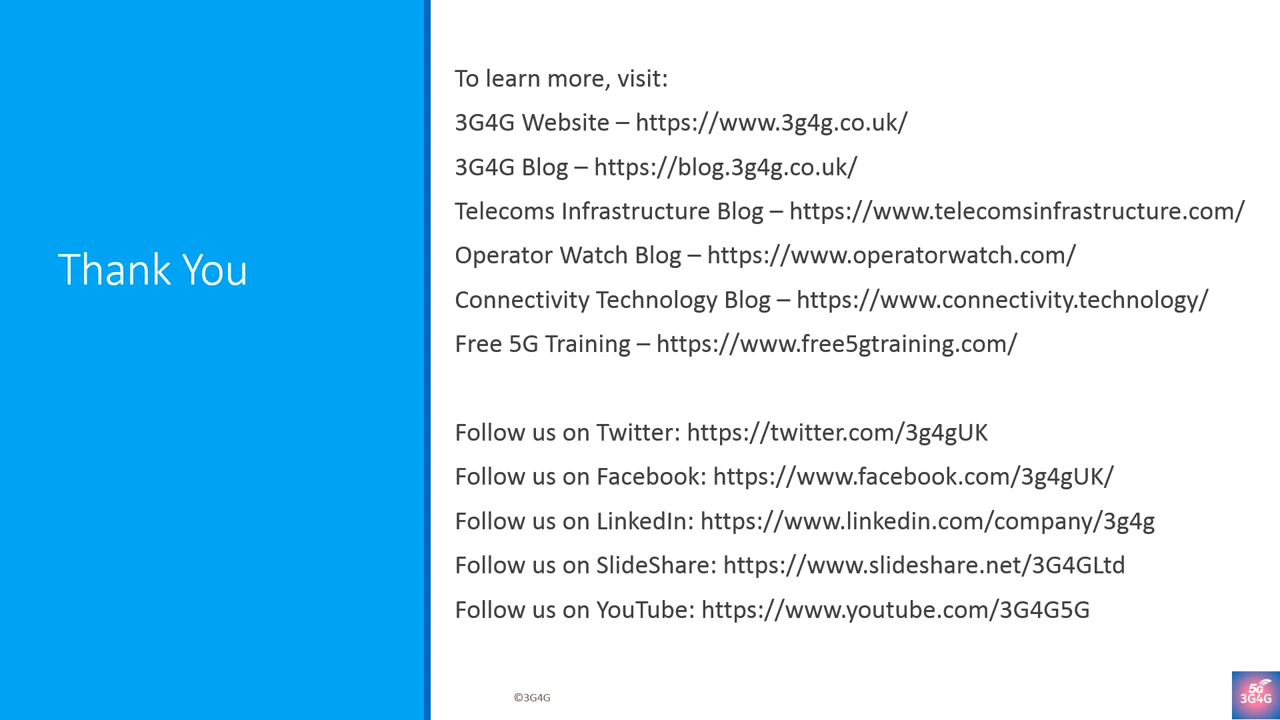 Thank You
To learn more, visit:
3G4G Website – https://www.3g4g.co.uk/
3G4G Blog – https://blog.3g4g.co.uk/
Telecoms Infrastructure Blog – https://www.telecomsinfrastructure.com/
Operator Watch Blog – https://www.operatorwatch.com/
Connectivity Technology Blog – https://www.connectivity.technology/
Free 5G Training – https://www.free5gtraining.com/
Follow us on Twitter: https://twitter.com/3g4gUK
Follow us on Facebook: https://www.facebook.com/3g4gUK/
Follow us on LinkedIn: https://www.linkedin.com/company/3g4g
Follow us on SlideShare: https://www.slideshare.net/3G4GLtd
Follow us on YouTube: https://www.youtube.com/3G4G5G
©3G4G
5G
3G4G